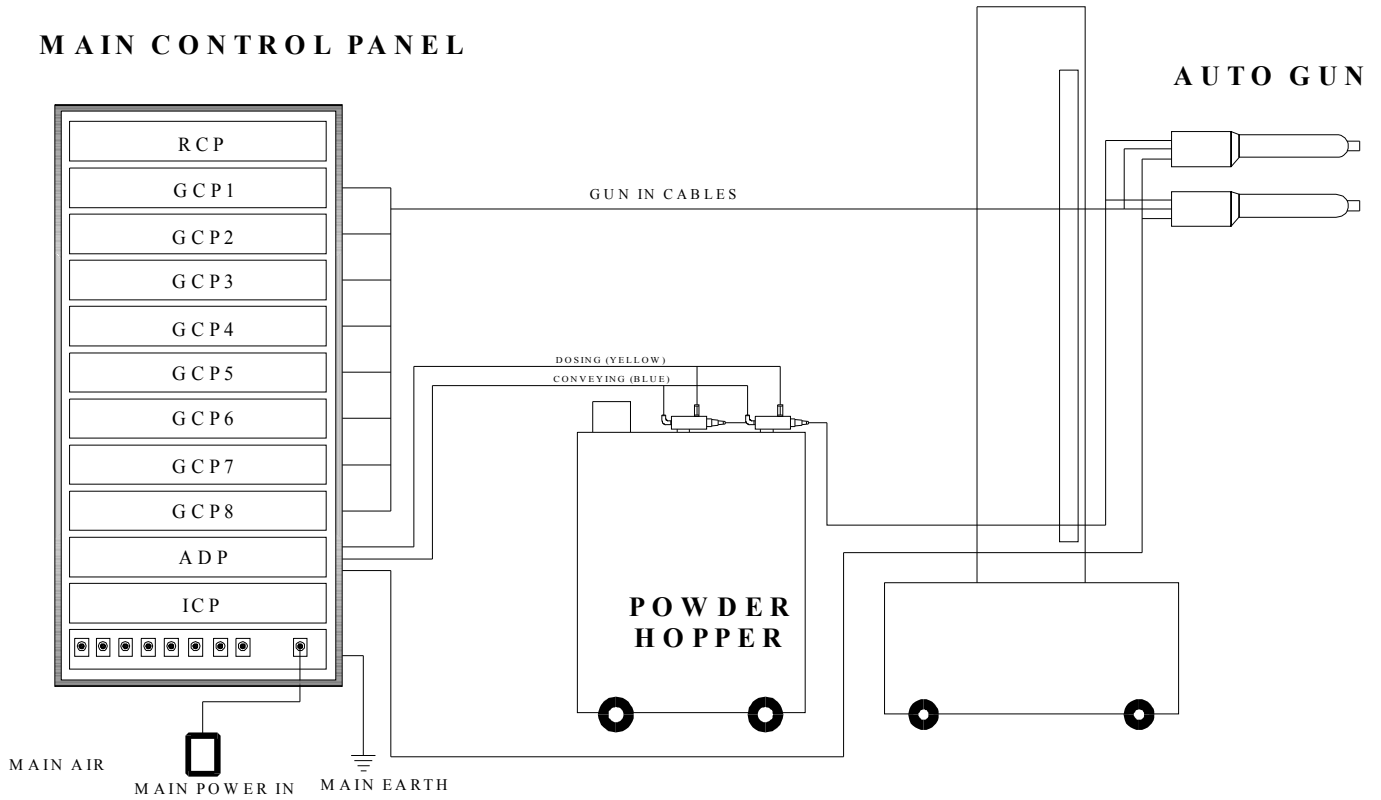 MAIN CONTROL PANEL
AUTO GUN
RCP
GCP1
GUN IN CABLES
GCP2
GCP3
GCP4
DOSING (YELLOW)
GCP5
CONVEYING (BLUE)
GCP6
GCP7
GCP8
ADP
ICP
POWDER
HOPPER
MAIN AIR
MAIN POWER IN
MAIN EARTH